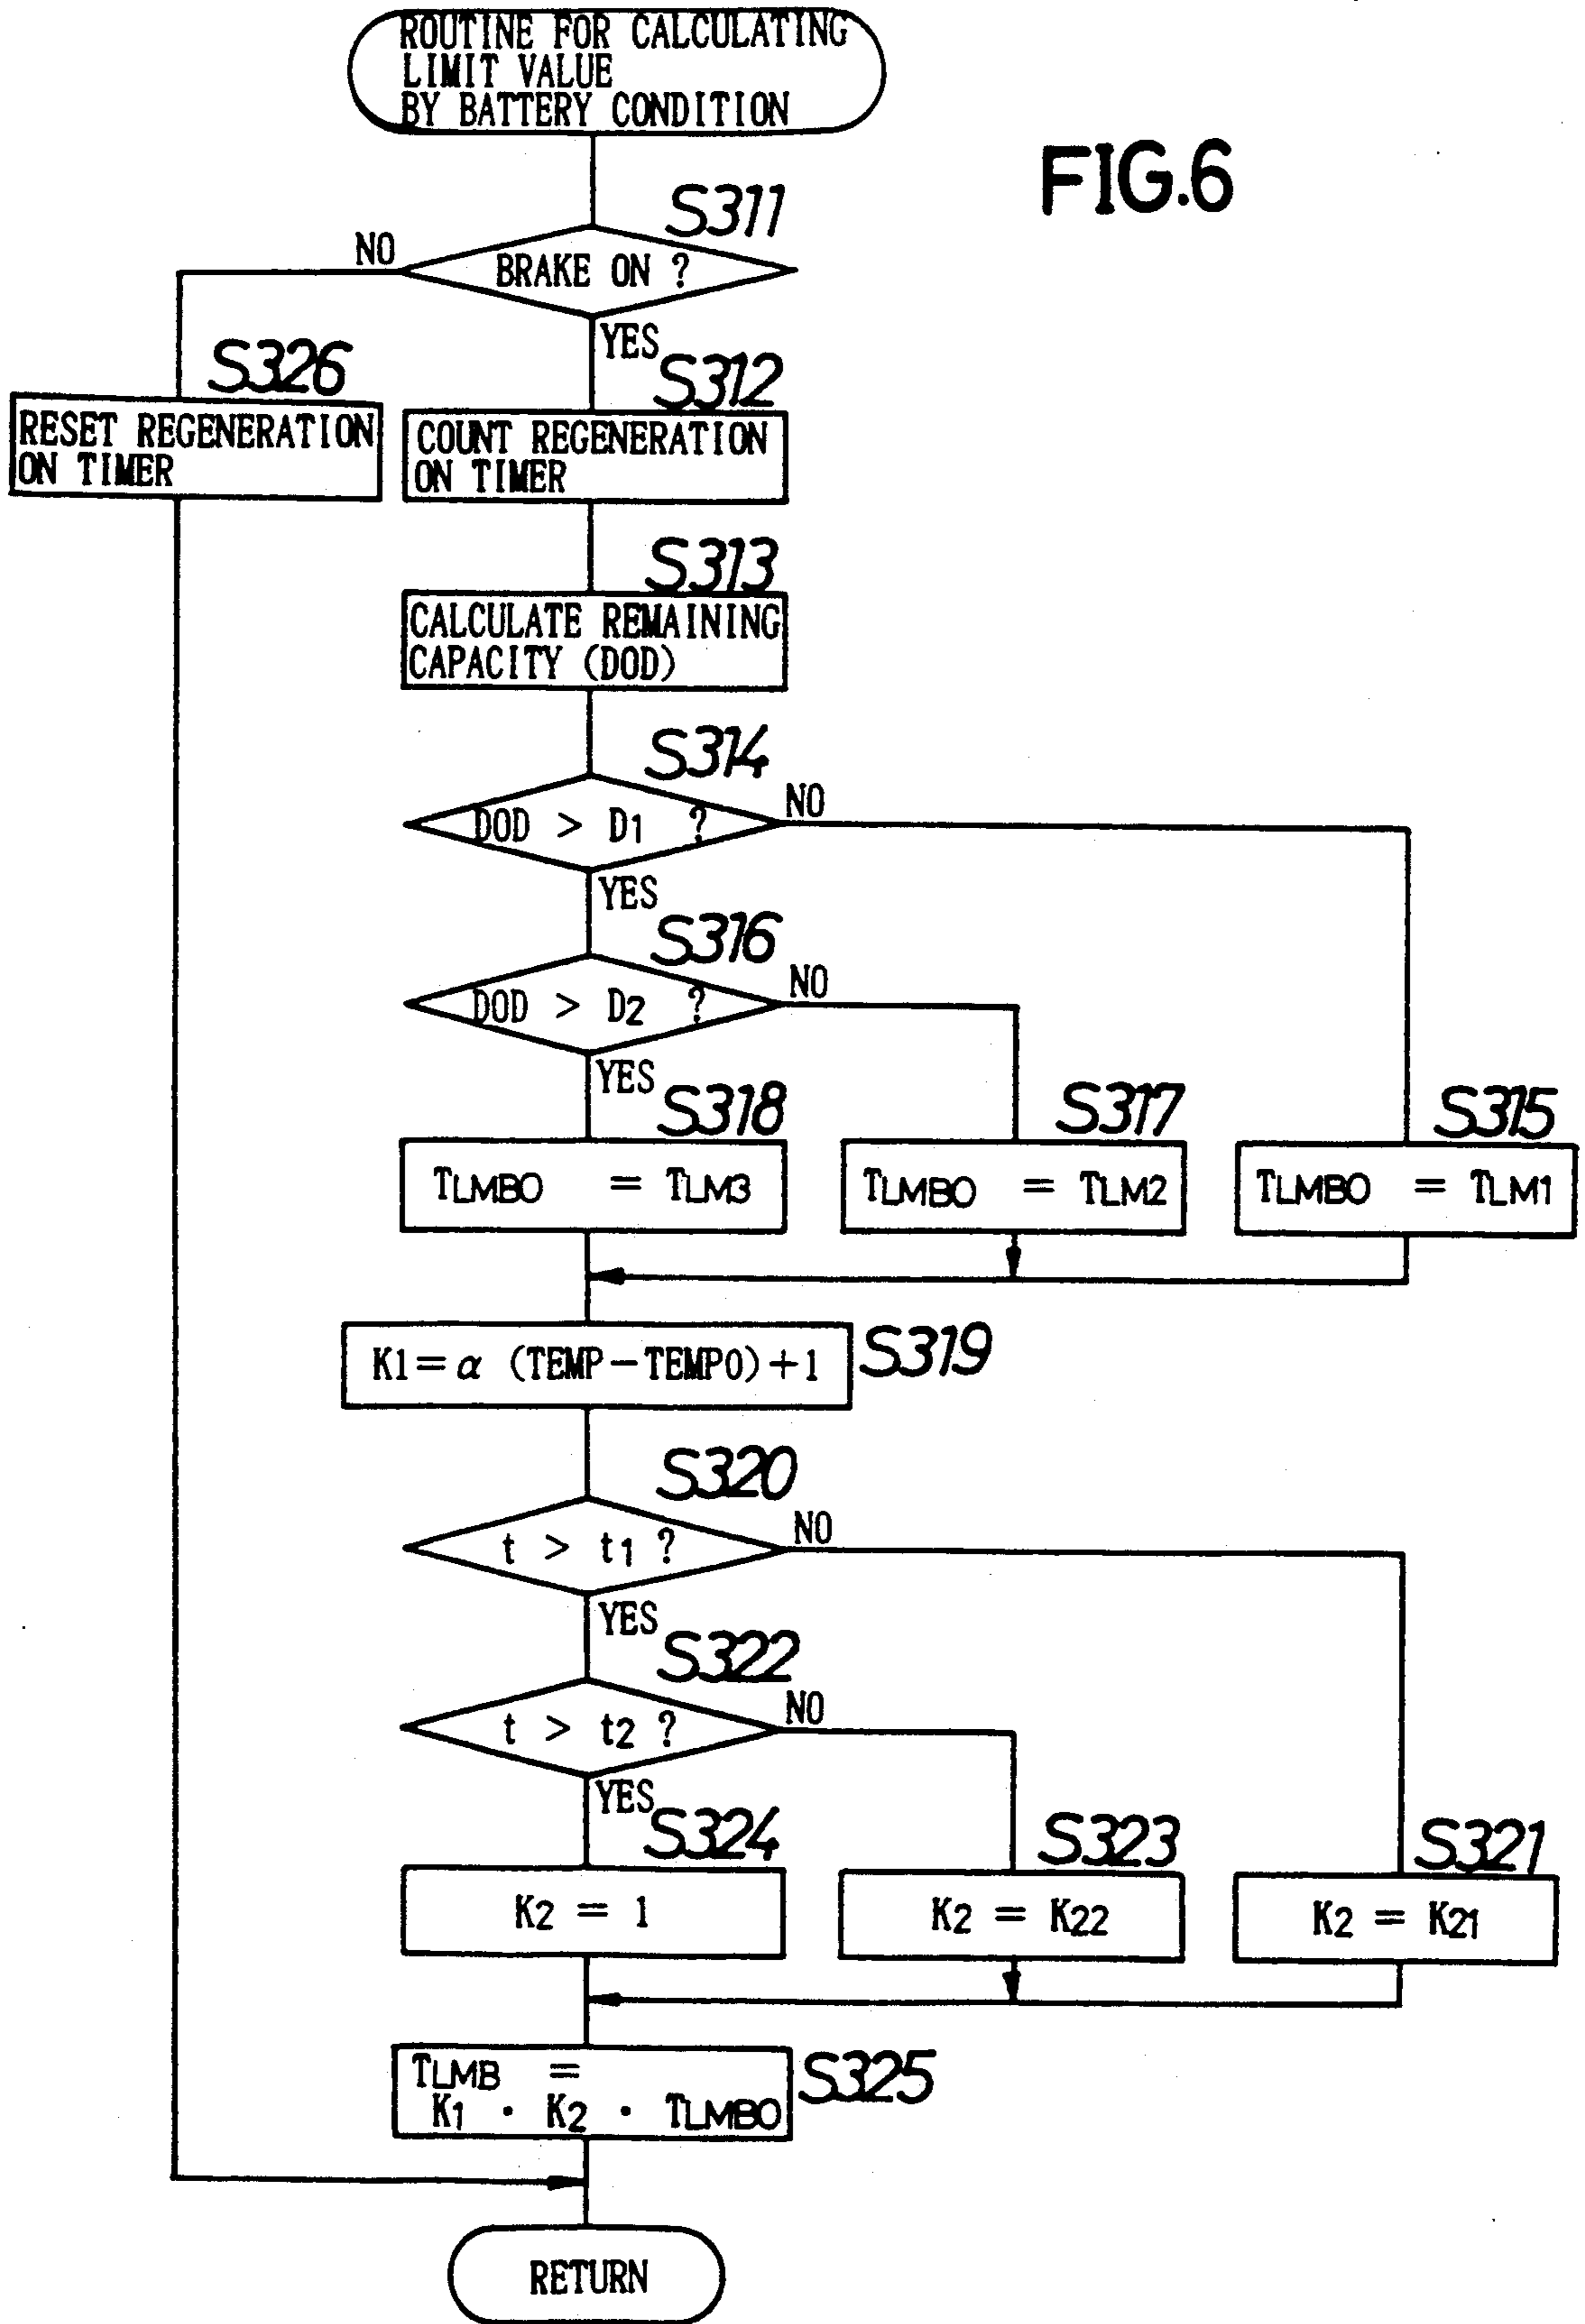 ROUTINE FOR CALCULATING
LIMIT VALUE
BY BATTERY CONDITION
FIG.6
S311
NO
BRAKE ON ?
YES
S326
S312
RESET REGENERATION
ON TIMER
COUNT REGENERATION
ON TIMER
S313
CALCULATE REMAINING
CAPACITY (DOD)
S314
DOD > D1 ?
NO
YES
S316
DOD > D2 ?
NO
YES
S318
S317
S315
TLMBO = TLM3
TLMBO = TLM2
TLMBO = TLM1
K1=α (TEMP-TEMP0)+1
S319
S320
t > t1 ?
NO
YES
S322
t > t2 ?
NO
YES
S324
S323
S321
K2 = 1
K2 = K22
K2 = K21
TLMB =
K1 · K2 · TLMBO
S325
RETURN